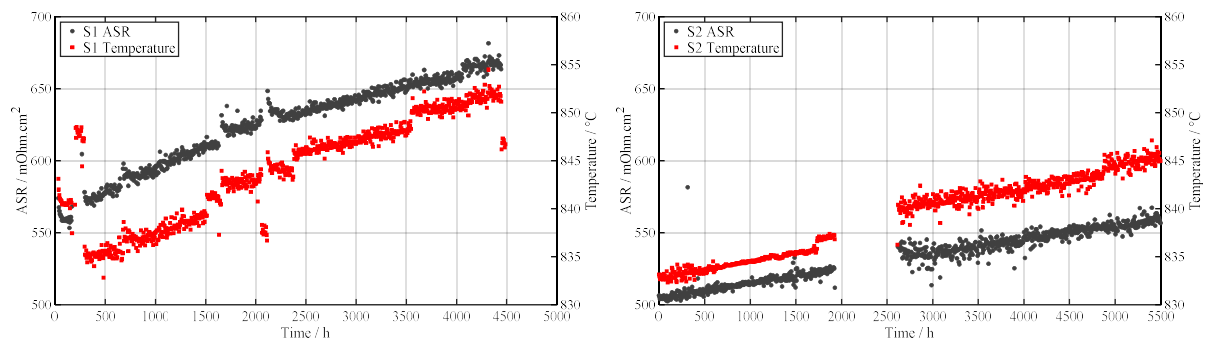 700 860
S1 ASR
S1 Temperature
855
650
850
ASR / mOhm.cm2
600 845
Temperature / °C
840
550
835
500 830
0 500 1000 1500 2000 2500 3000 3500 4000 4500 5000
Time / h
700 860
S2 ASR
S2 Temperature
855
650
850
ASR / mOhm.cm2
600 845
Temperature / °C
840
550
835
500 830
0 500 1000 1500 2000 2500 3000 3500 4000 4500 5000 5500
Time / h